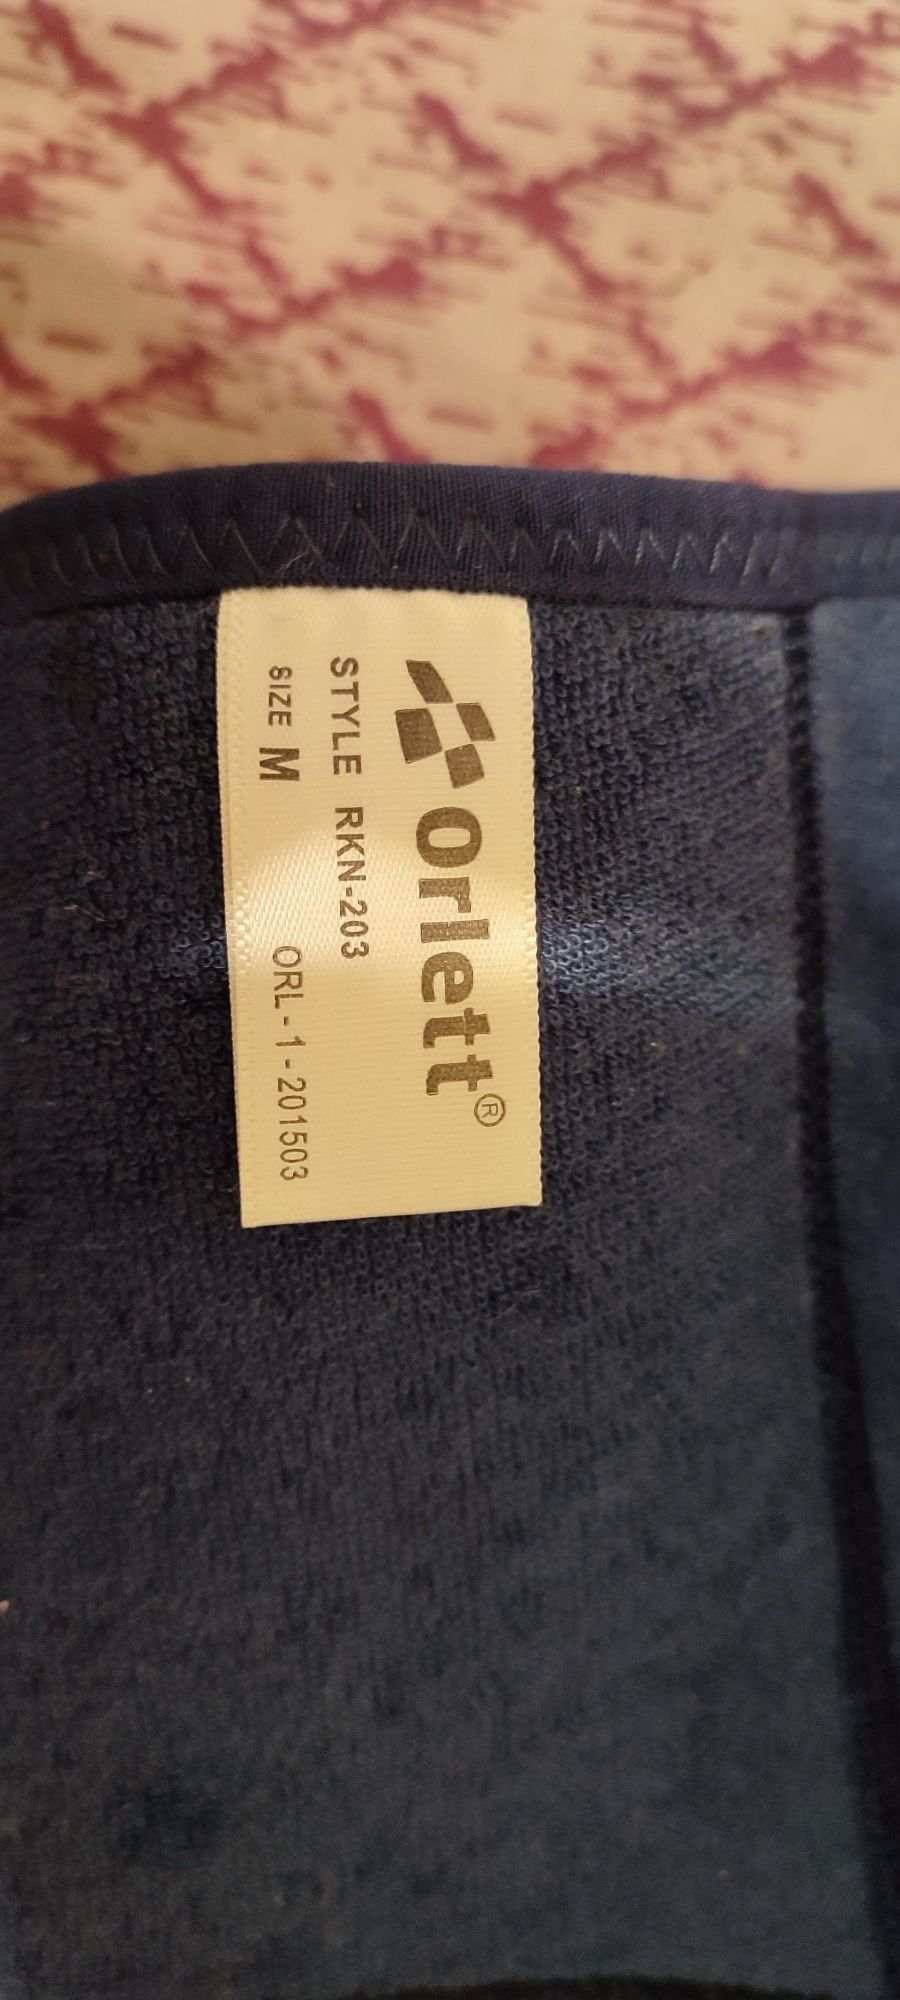 orlett®
STYLE RKN-203
SIZE M ORL-1-201503